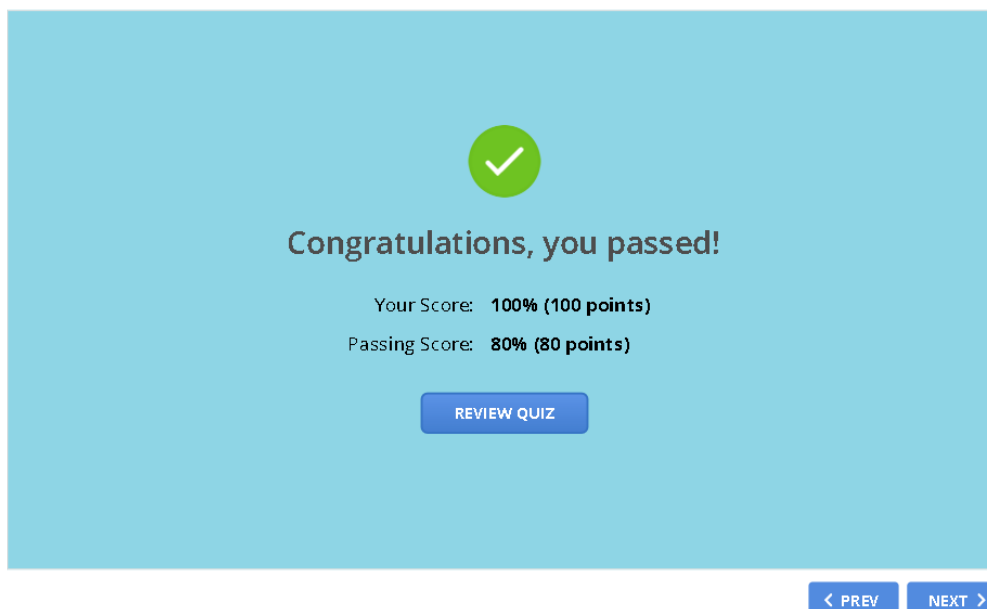 Congratulations, you passed!
Your Score: 100% (100 points)
Passing Score: 80% (80 points)
REVIEW QUIZ
PREV NEXT